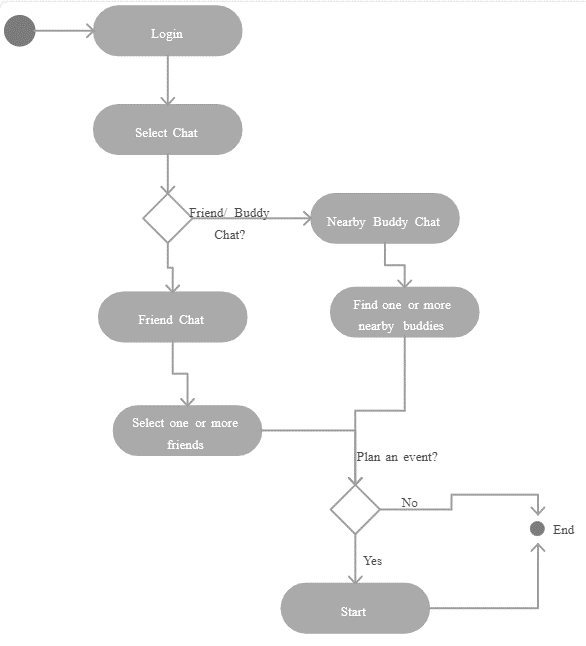 Login
Select Chat
Friend/ Buddy
Chat?
Nearby Buddy Chat
Friend Chat
Find one or more
nearby buddies
Select one or more
friends
Plan an event?
No
End
Yes
Start